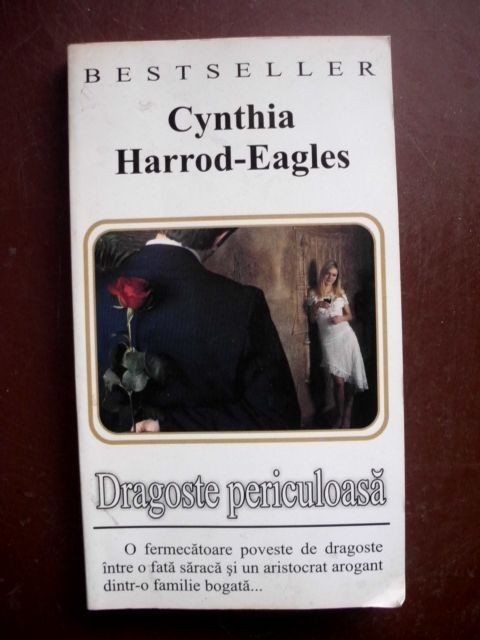 BESTSELLER
Cynthia
Harrod-Eagles
Dragoste periculoasă
O fermecătoare poveste de dragoste
între o fată săracă şi un aristocrat arogant
dintr-o familie bogată...